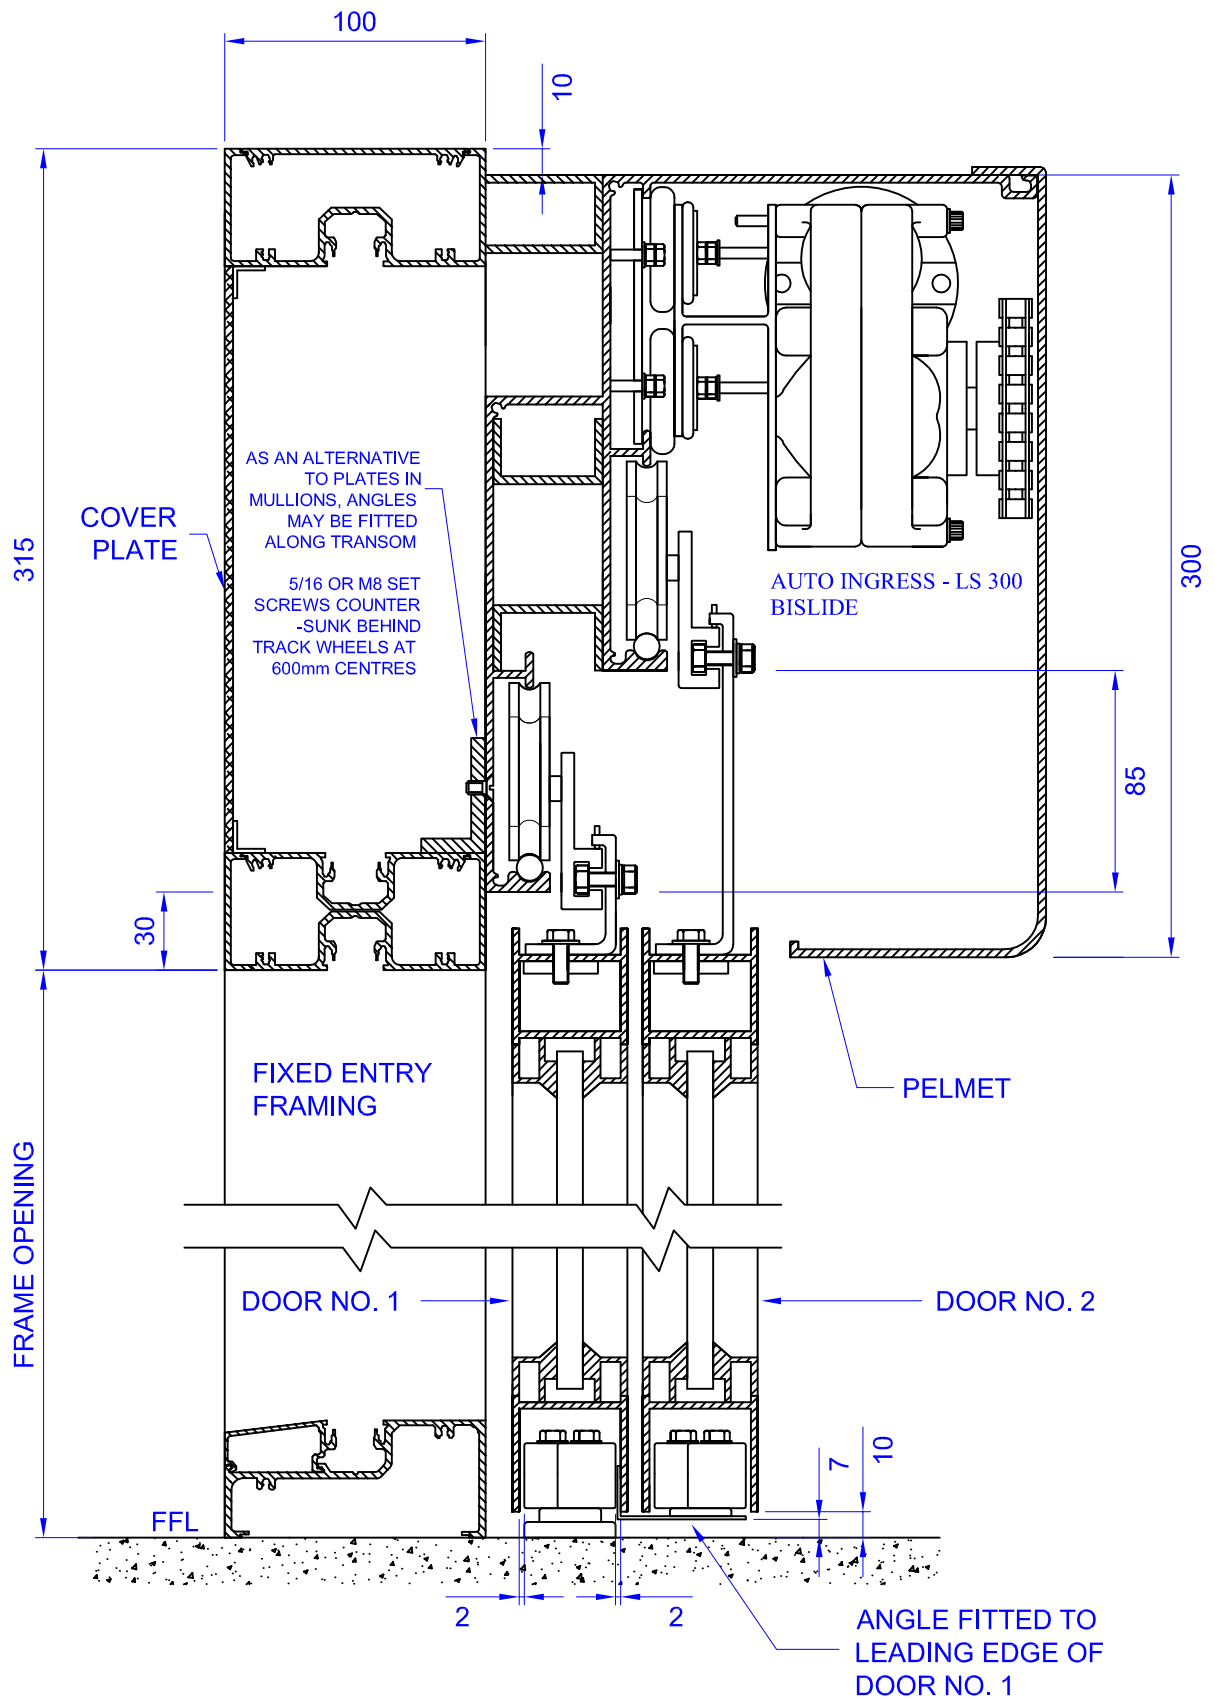 100
10
AS AN ALTERNATIVE
TO PLATES IN
MULLIONS, ANGLES
MAY BE FITTED
ALONG TRANSOM
COVER
PLATE
315
5/16 OR M8 SET
SCREWS COUNTER
-SUNK BEHIND
TRACK WHEELS AT
600mm CENTRES
AUTO INGRESS - LS 300
BISLIDE
300
85
30
FIXED ENTRY
FRAMING
PELMET
FRAME OPENING
DOOR NO. 1
DOOR NO. 2
7
10
FFL
2
2
ANGLE FITTED TO
LEADING EDGE OF
DOOR NO. 1